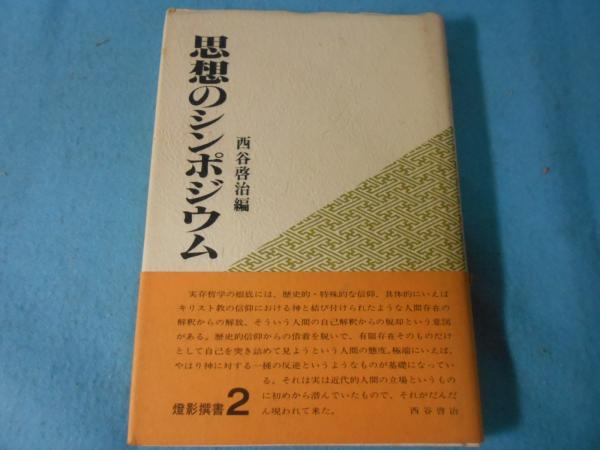 思想のシンポジウム
西谷啓治編
実存哲学の根底には、歴史的・特殊的な信仰、具体的にいえば
キリスト教の信仰における神と結び付けられたような人間存在の
解釈からの解放、そういう人間の自己解釈からの脱却という意図
がある。歴史的信仰からの借着を脱いで、有限存在そのものだけ
として自己を突き詰めて見ようという人間の態度。極端にいえば、
やはり神に対する一種の反逆というようなものが基礎になってい
る。それは実は近代的人間の立場というもの
に初めから潜んでいたもので、それがだんだ
ん現われて来た。
西谷啓治
燈影撰書2